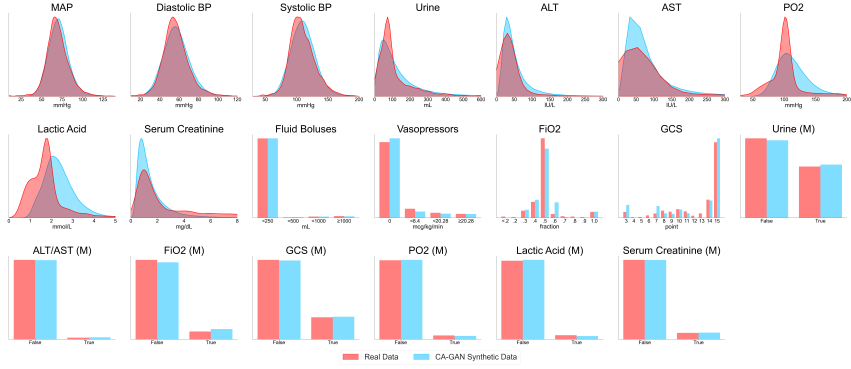 MAP Diastolic BP Systolic BP Urine ALT AST PO2
25 50 75 100 125 20 40 60 80 100 120 50 100 150 200 0 100 200 300 400 500 600 0 50 100 150 200 250 300 0 50 100 150 200 250 300 0 50 100 150 200
mmHg mmHg mmHg mL IU/L IU/L mmHg
Lactic Acid Serum Creatinine Fluid Boluses Vasopressors FiO2 GCS Urine (M)
0 1 2 3 4 5 0 2 4 6 8 <250 <500 <1000 ≥1000 0 <8.4 <20.28 ≥20.28 <.2 .2 .3 .4 .5 .6 .7 .8 .9 1.0 3 4 5 6 7 8 9 10 11 12 13 14 15 False True
mmol/L mg/dL mL mcg/kg/min fraction point
ALT/AST (M) FiO2 (M) GCS (M) PO2 (M) Lactic Acid (M) Serum Creatinine (M)
False True False True False True False True False True False True
Real Data CA-GAN Synthetic Data